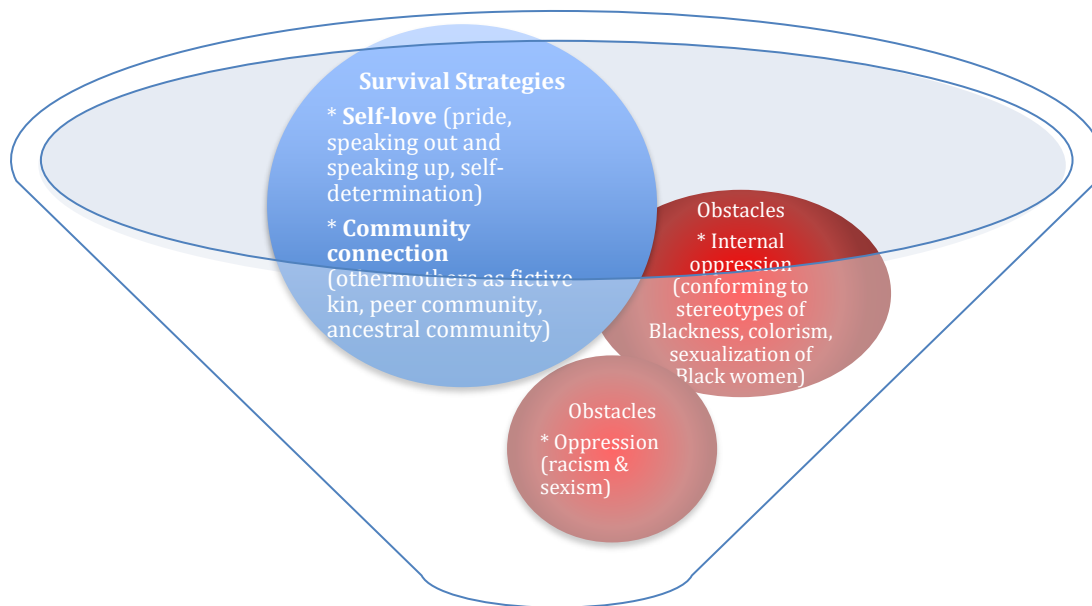 Survival Strategies
* Self-love (pride,
speaking out and
speaking up, self-
determination)
* Community
connection
(othermothers as fictive
kin, peer community,
ancestral community)
Obstacles
* Internal
oppression
(conforming to
stereotypes of
Blackness, colorism,
sexualization of
Black women)
Obstacles
* Oppression
(racism &
sexism)